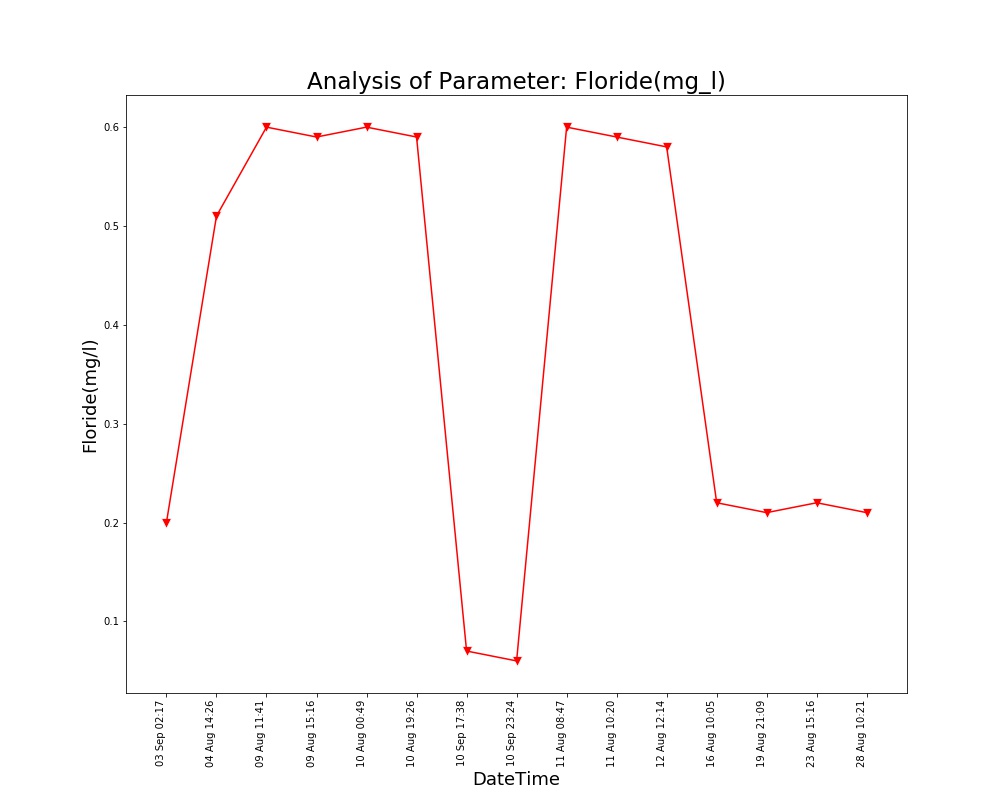 Analysis of Parameter: Floride(mg_l)
Floride(mg/l)
0.6
0.5
0.4
0.3
0.2
0.1
03 Sep 02:17
04 Aug 14:26
09 Aug 11:41
09 Aug 15:16
10 Aug 00:49
10 Aug 19:26
10 Sep 17:38
10 Sep 23:24
11 Aug 08:47
11 Aug 10:20
12 Aug 12:14
16 Aug 10:05
19 Aug 21:09
23 Aug 15:16
28 Aug 10:21
DateTime